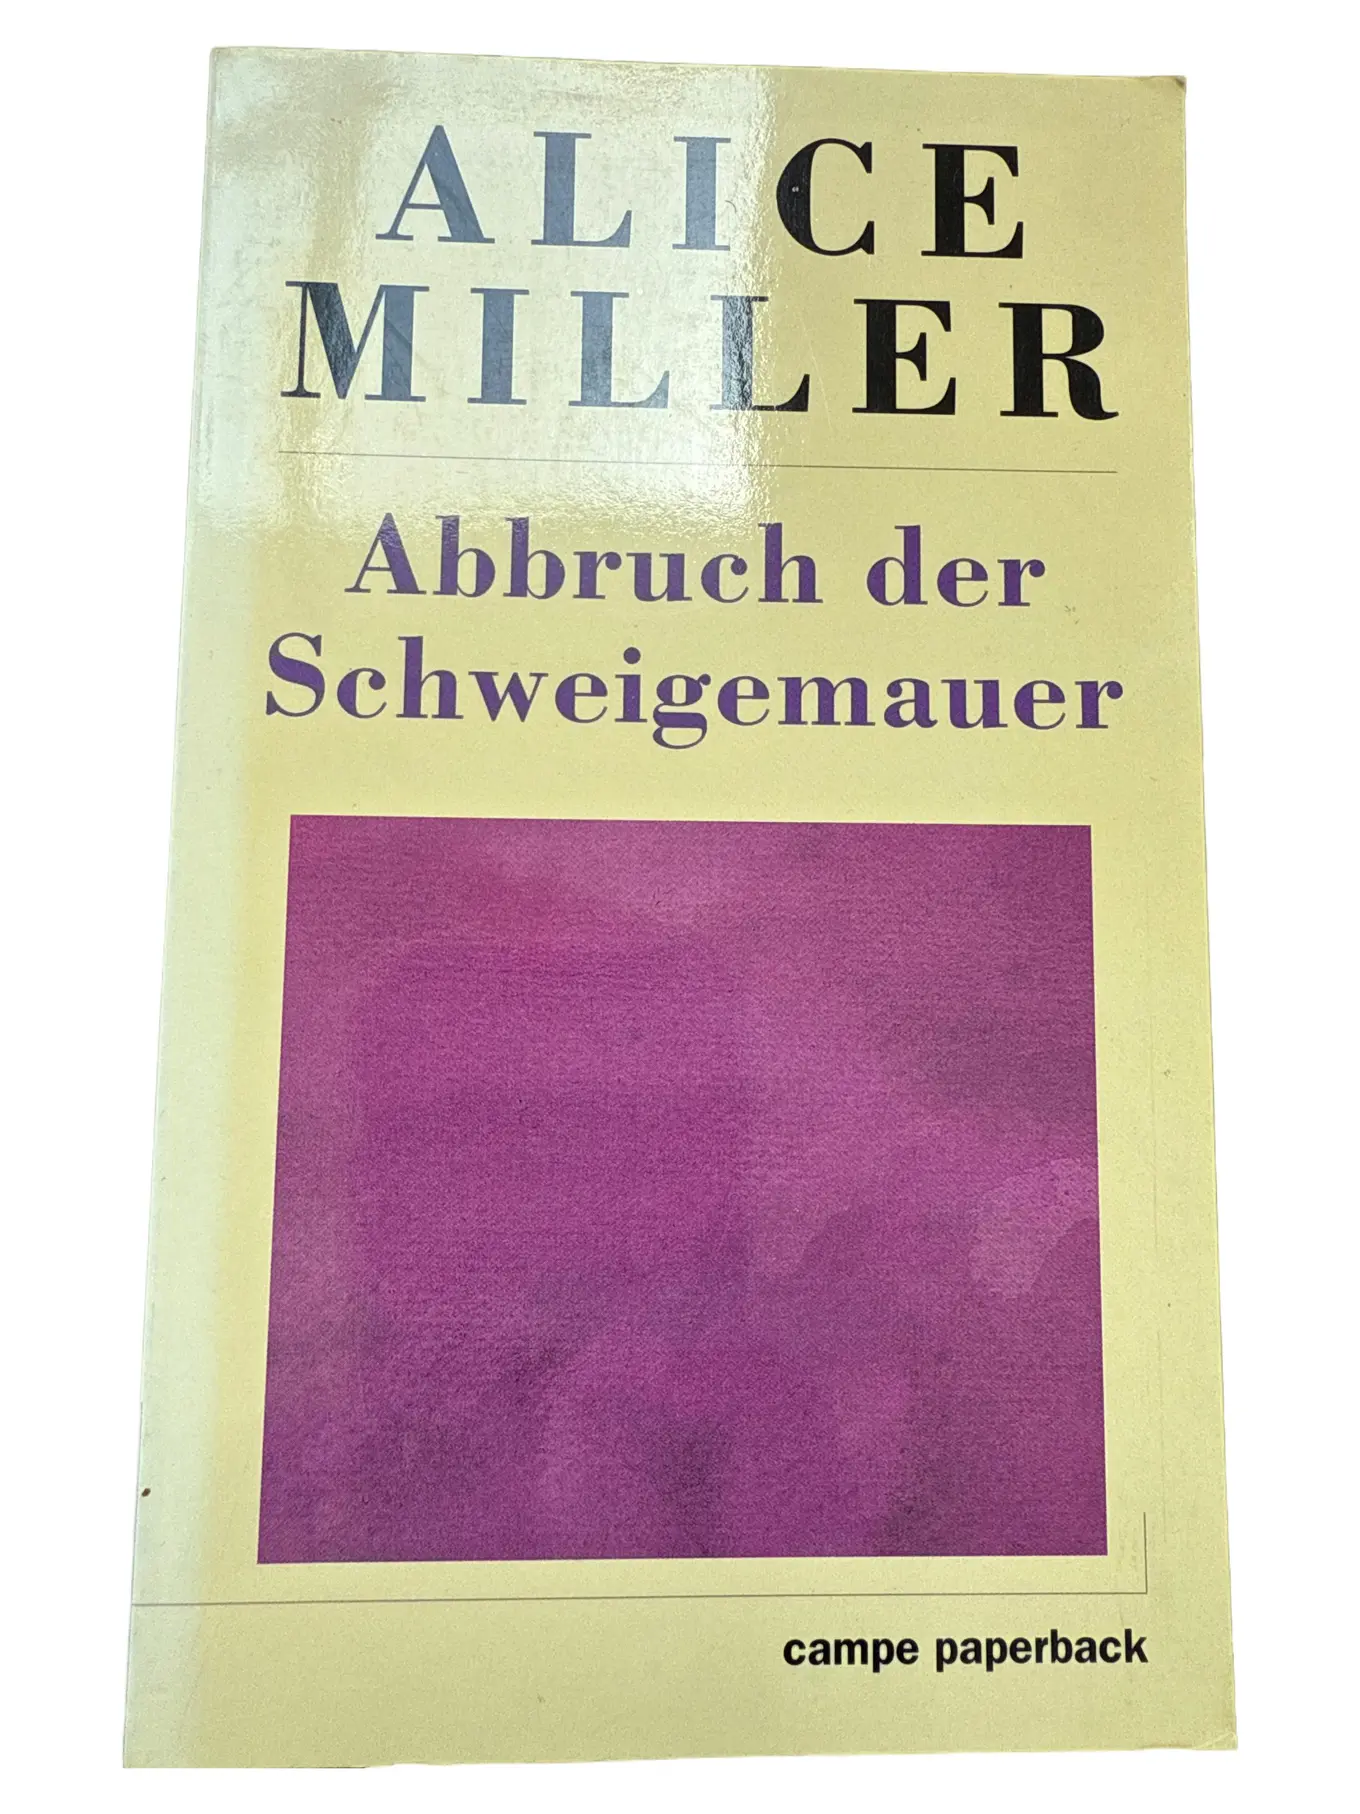 ALICE
MILLER
Abbruch der
Schweigemauer
campe paperback